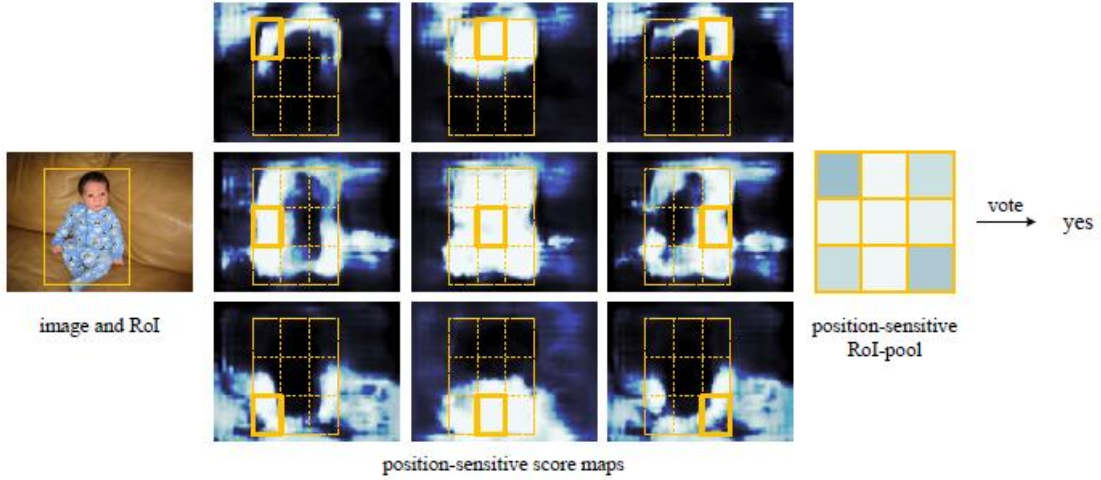 vote
yes
image and RoI
position-sensitive
RoI-pool
position-sensitive score maps